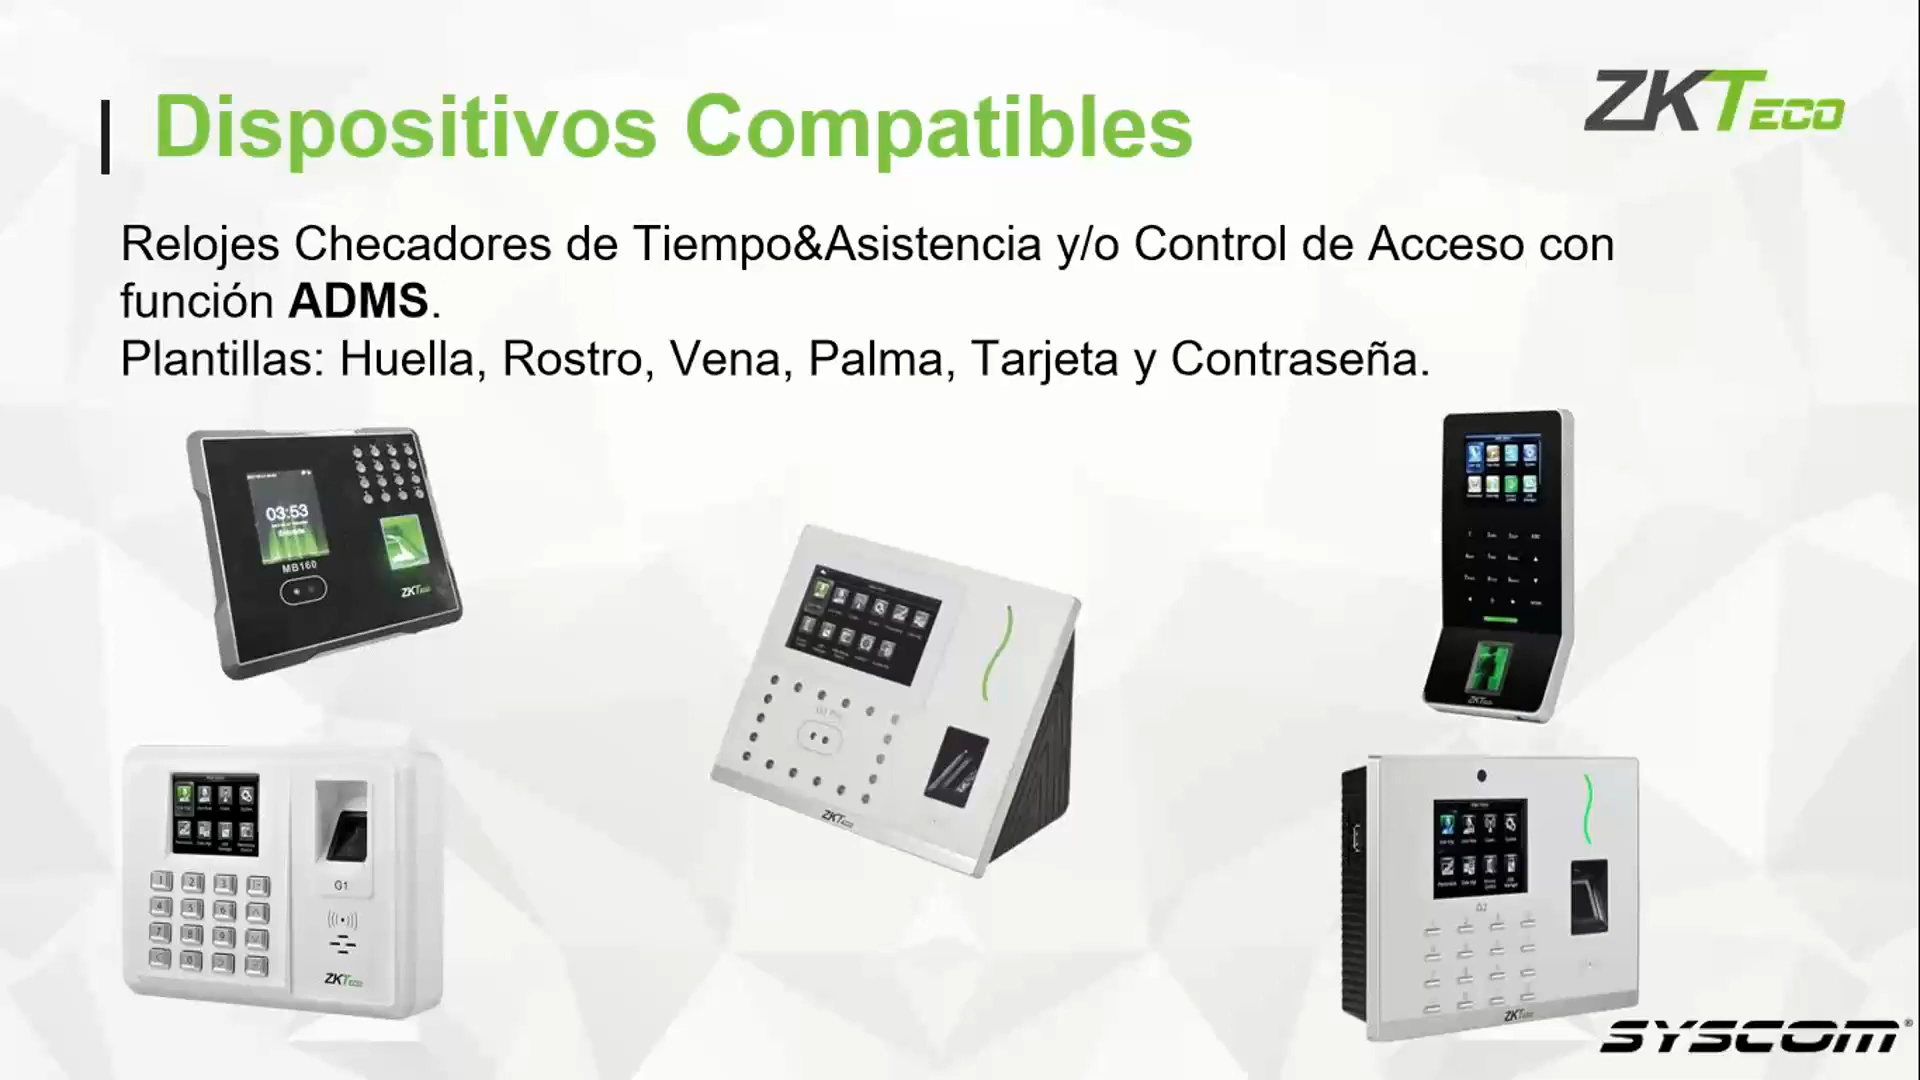 Dispositivos Compatibles
ZKTECO
Relojes Checadores de Tiempo&Asistencia y/o Control de Acceso con
función ADMS.
Plantillas: Huella, Rostro, Vena, Palma, Tarjeta y Contraseña.
03:53
MB160
ZKTECO
ZKTECO
ZKTECO
G1
ZKTECO
G2
ZKTECO
SYSCOM®